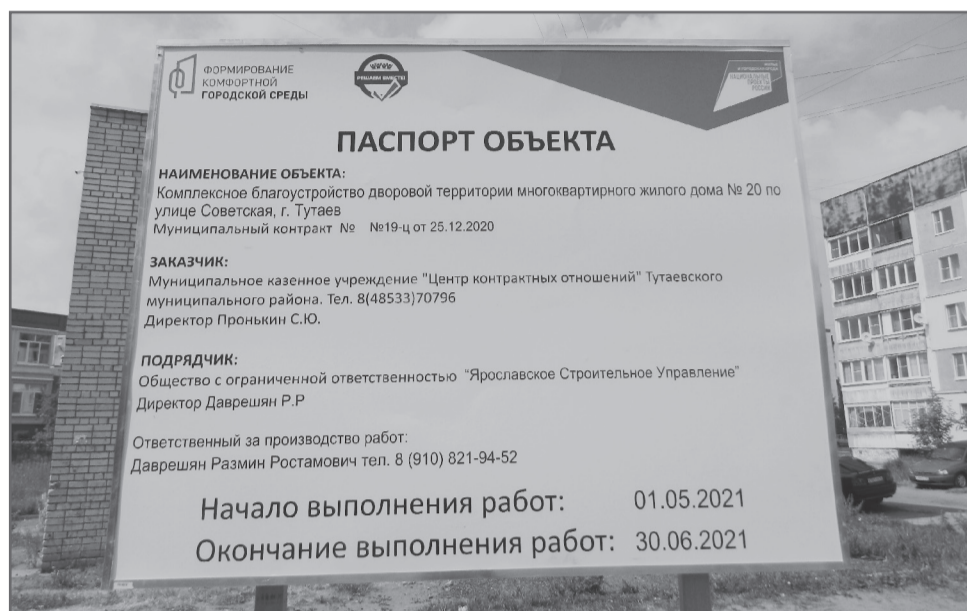 ФОРМИРОВАНИЕ
КОМФОРТНОЙ
ГОРОДСКОЙ СРЕДЫ
РЕШАЕМ ВМЕСТЕ!
НАЦИОНАЛЬНЫЕ
ПРОЕКТЫ
РОССИИ
ПАСПОРТ ОБЪЕКТА
НАИМЕНОВАНИЕ ОБЪЕКТА:
Комплексное благоустройство дворовой территории многоквартирного жилого дома № 20 по
улице Советская, г. Тутаев
Муниципальный контракт № №19-ц от 25.12.2020
ЗАКАЗЧИК:
Муниципальное казенное учреждение "Центр контрактных отношений" Тутаевского
муниципального района. Тел. 8(48533)70796
Директор Пронькин С.Ю.
ПОДРЯДЧИК:
Общество с ограниченной ответственностью "Ярославское Строительное Управление"
Директор Даврешян Р.Р
Ответственный за производство работ:
Даврешян Размин Ростамович тел. 8 (910) 821-94-52
Начало выполнения работ: 01.05.2021
Окончание выполнения работ: 30.06.2021